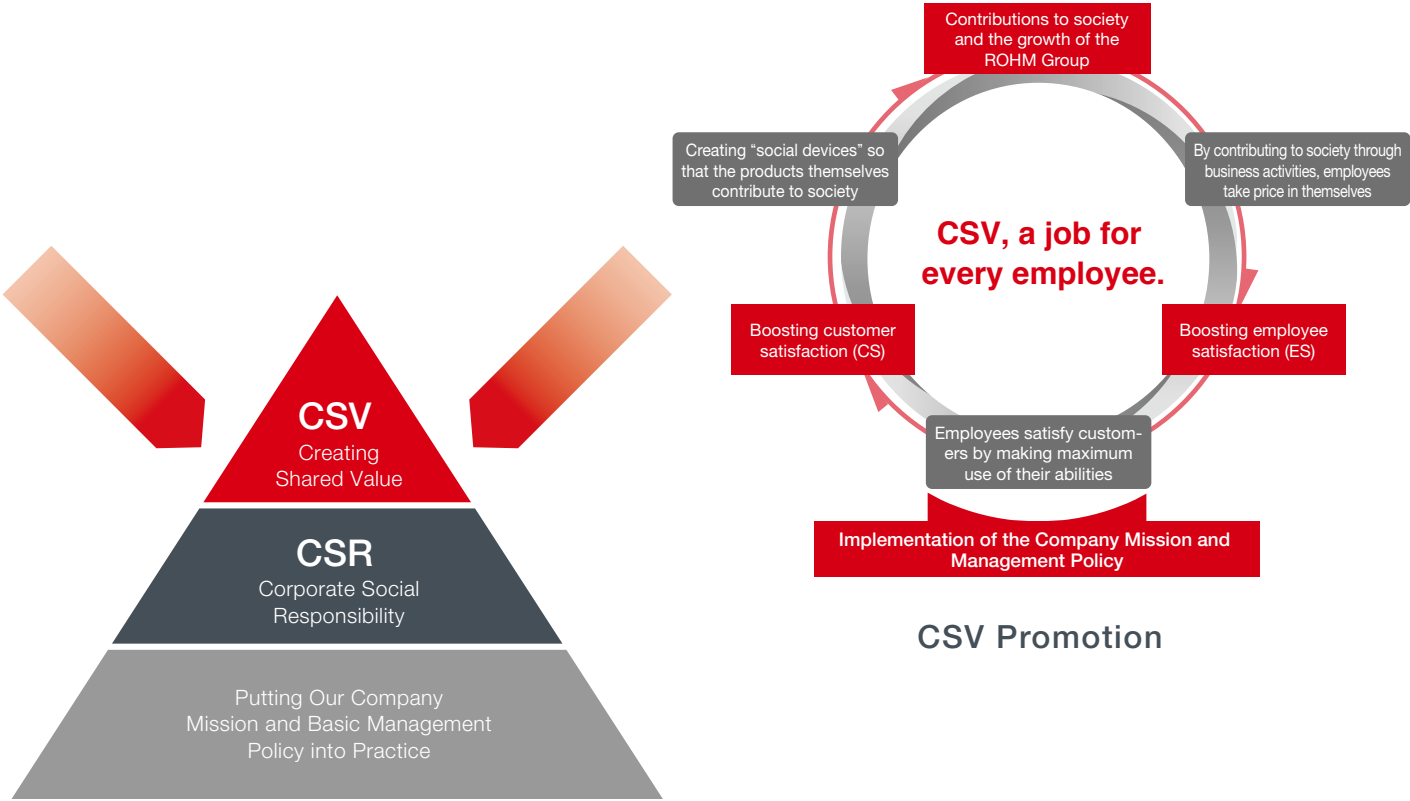 CSV
Creating
Shared Value
CSR
Corporate Social
Responsibility
Putting Our Company
Mission and Basic Management
Policy into Practice
Contributions to society
and the growth of the
ROHM Group
By contributing to society through
business activities, employees
take price in themselves
Boosting employee
satisfaction (ES)
Employees satisfy custom-
ers by making maximum
use of their abilities
Boosting customer
satisfaction (CS)
Creating “social devices” so
that the products themselves
contribute to society
CSV, a job for
every employee.
Implementation of the Company Mission and
Management Policy
CSV Promotion